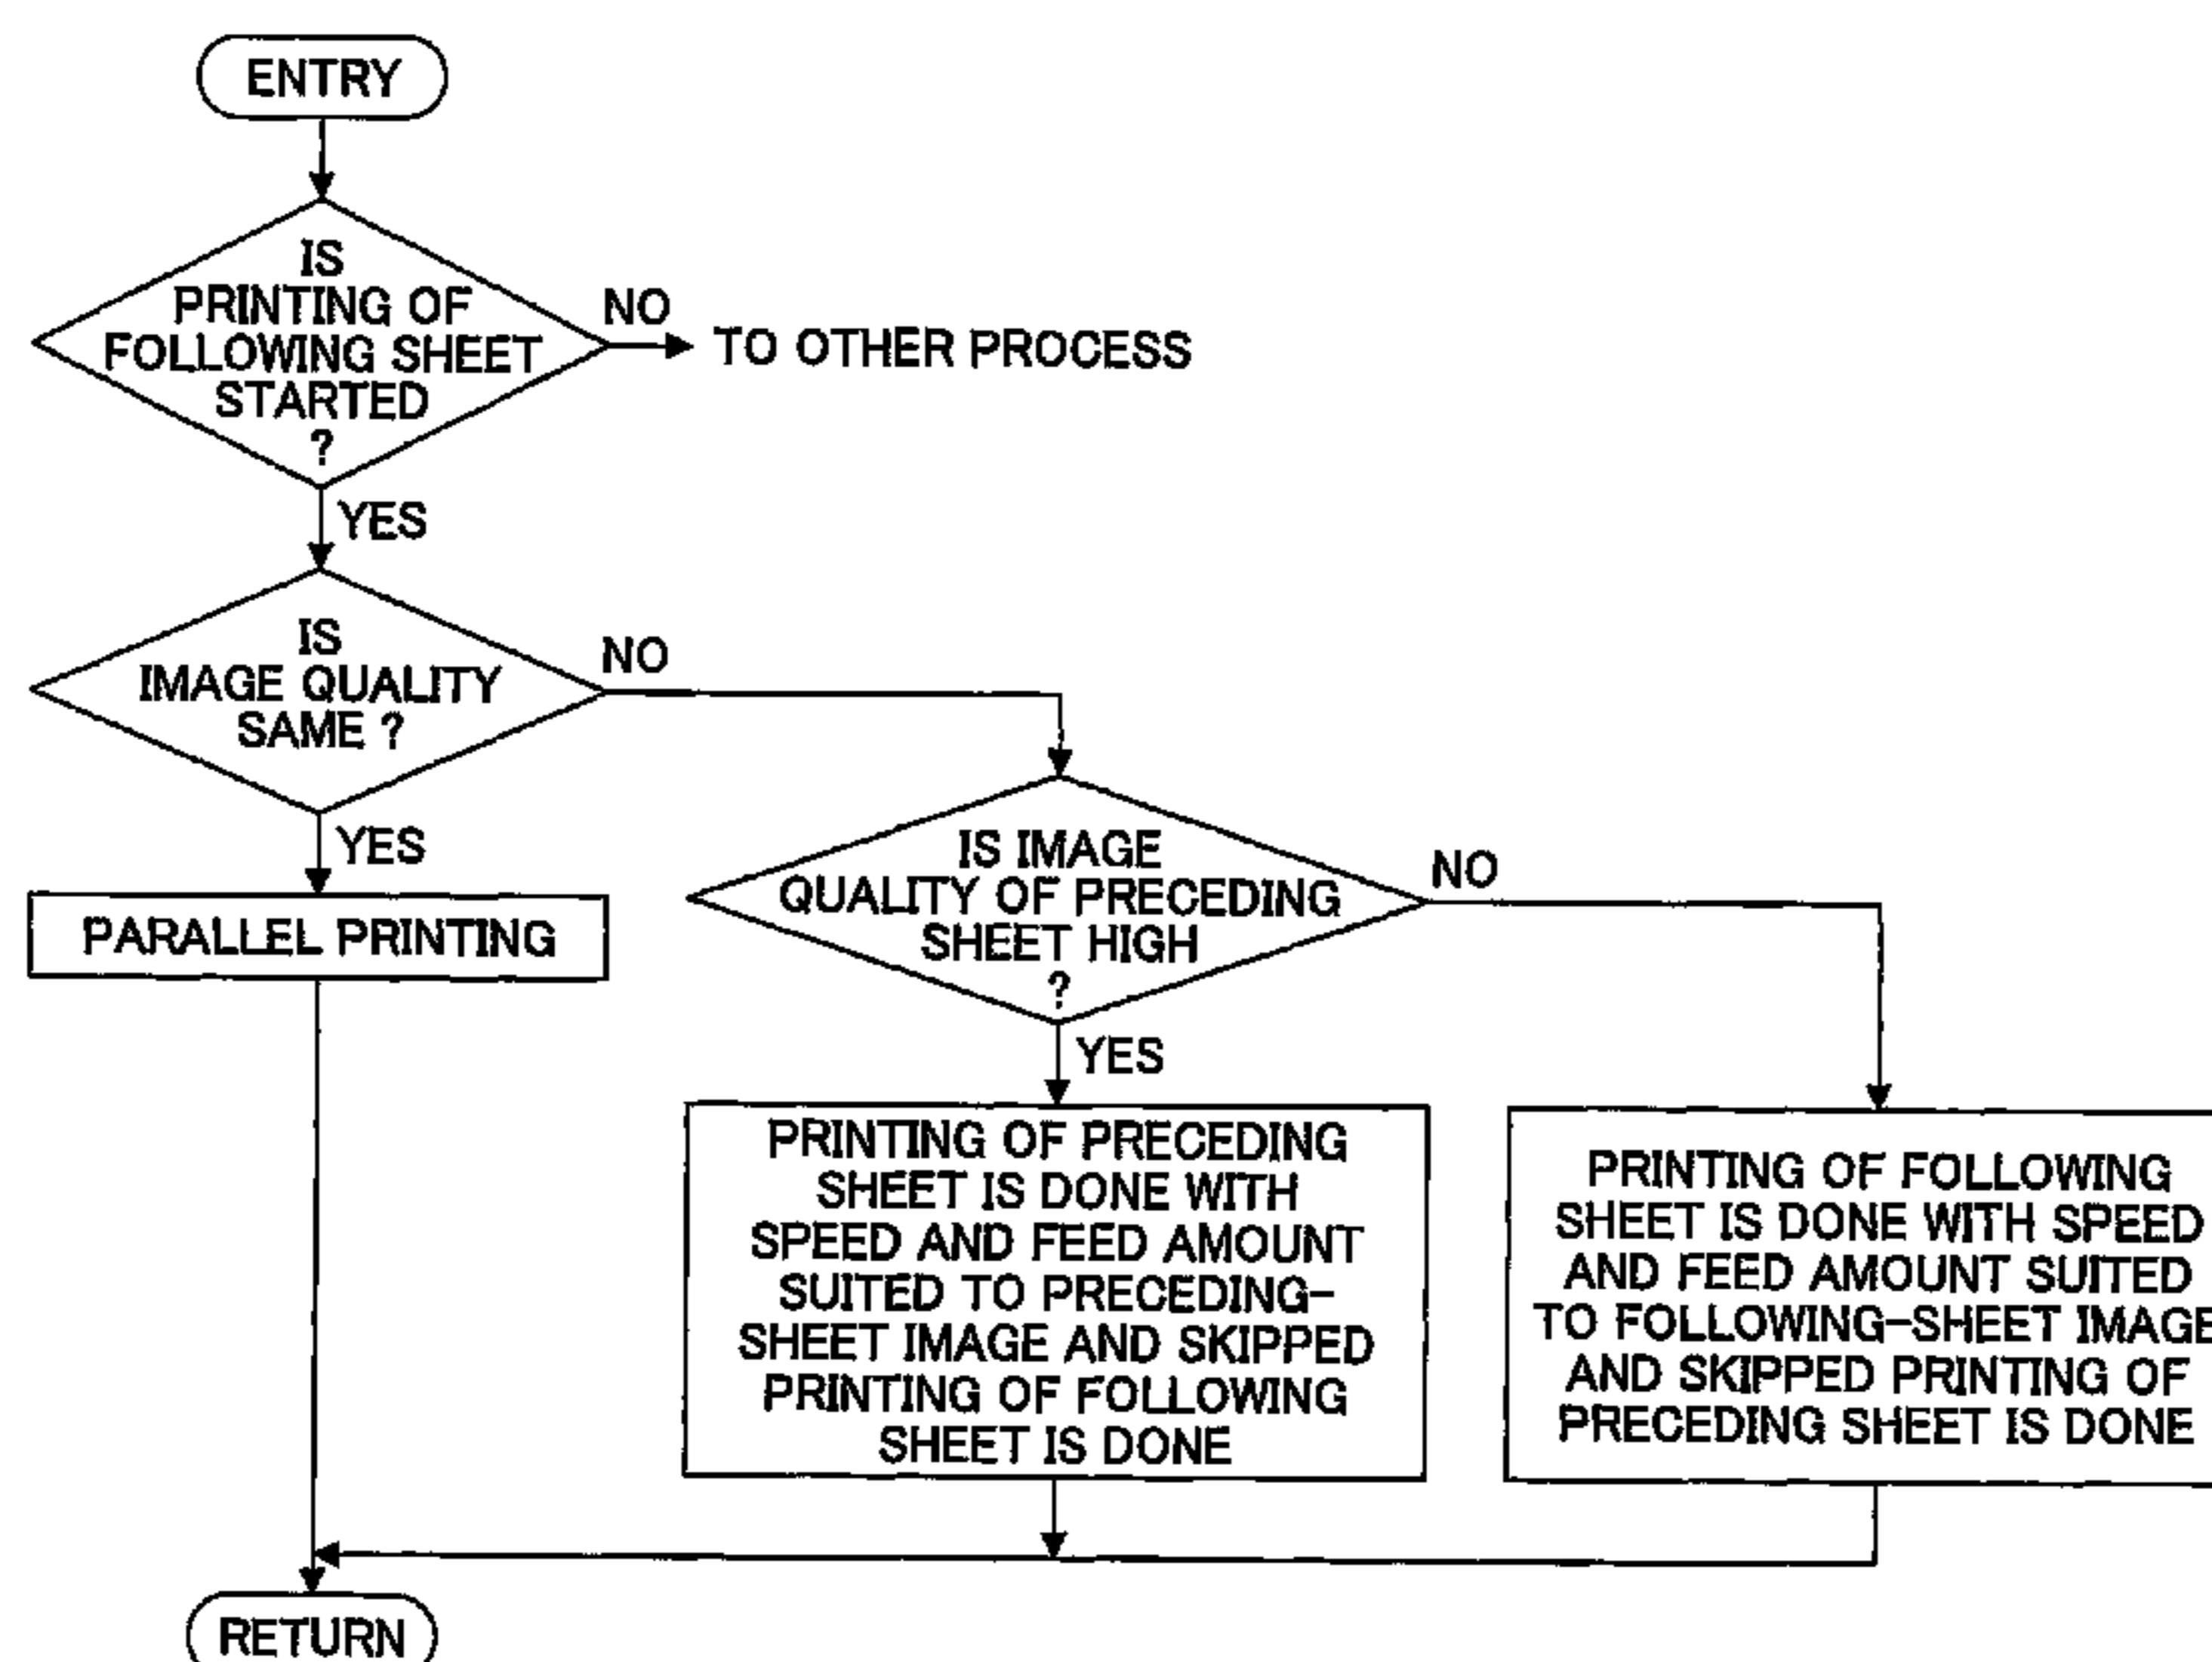 ENTRY
IS
PRINTING OF
FOLLOWING SHEET
STARTED
?
NO
TO OTHER PROCESS
YES
IS
IMAGE QUALITY
SAME ?
NO
YES
PARALLEL PRINTING
IS IMAGE
QUALITY OF PRECEDING
SHEET HIGH
?
NO
YES
PRINTING OF PRECEDING
SHEET IS DONE WITH
SPEED AND FEED AMOUNT
SUITED TO PRECEDING-
SHEET IMAGE AND SKIPPED
PRINTING OF FOLLOWING
SHEET IS DONE
PRINTING OF FOLLOWING
SHEET IS DONE WITH SPEED
AND FEED AMOUNT SUITED
TO FOLLOWING-SHEET IMAGE
AND SKIPPED PRINTING OF
PRECEDING SHEET IS DONE
RETURN